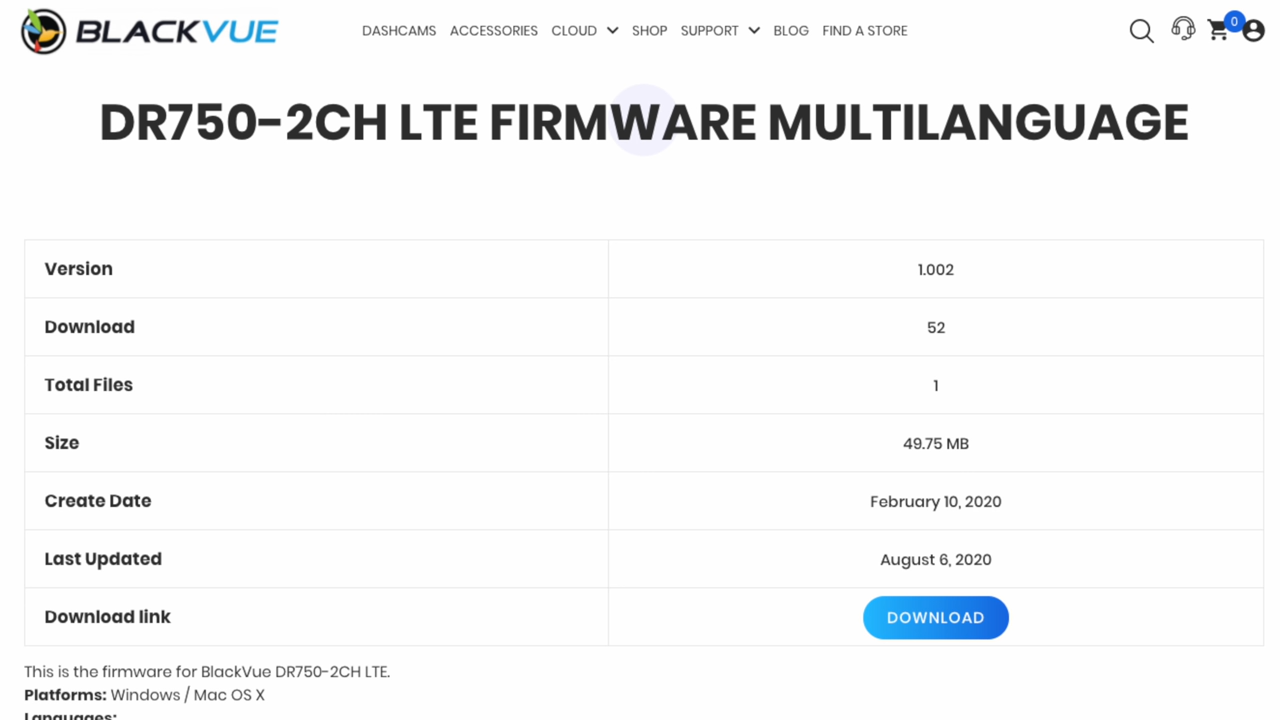 BLACKVUE
DASHCAMS ACCESSORIES CLOUD SHOP SUPPORT BLOG FIND A STORE 0
DR750-2CH LTE FIRMWARE MULTILANGUAGE
Version 1.002
Download 52
Total Files 1
Size 49.75 MB
Create Date February 10, 2020
Last Updated August 6, 2020
Download link DOWNLOAD
This is the firmware for BlackVue DR750-2CH LTE.
Platforms: Windows / Mac OS X
Languages: